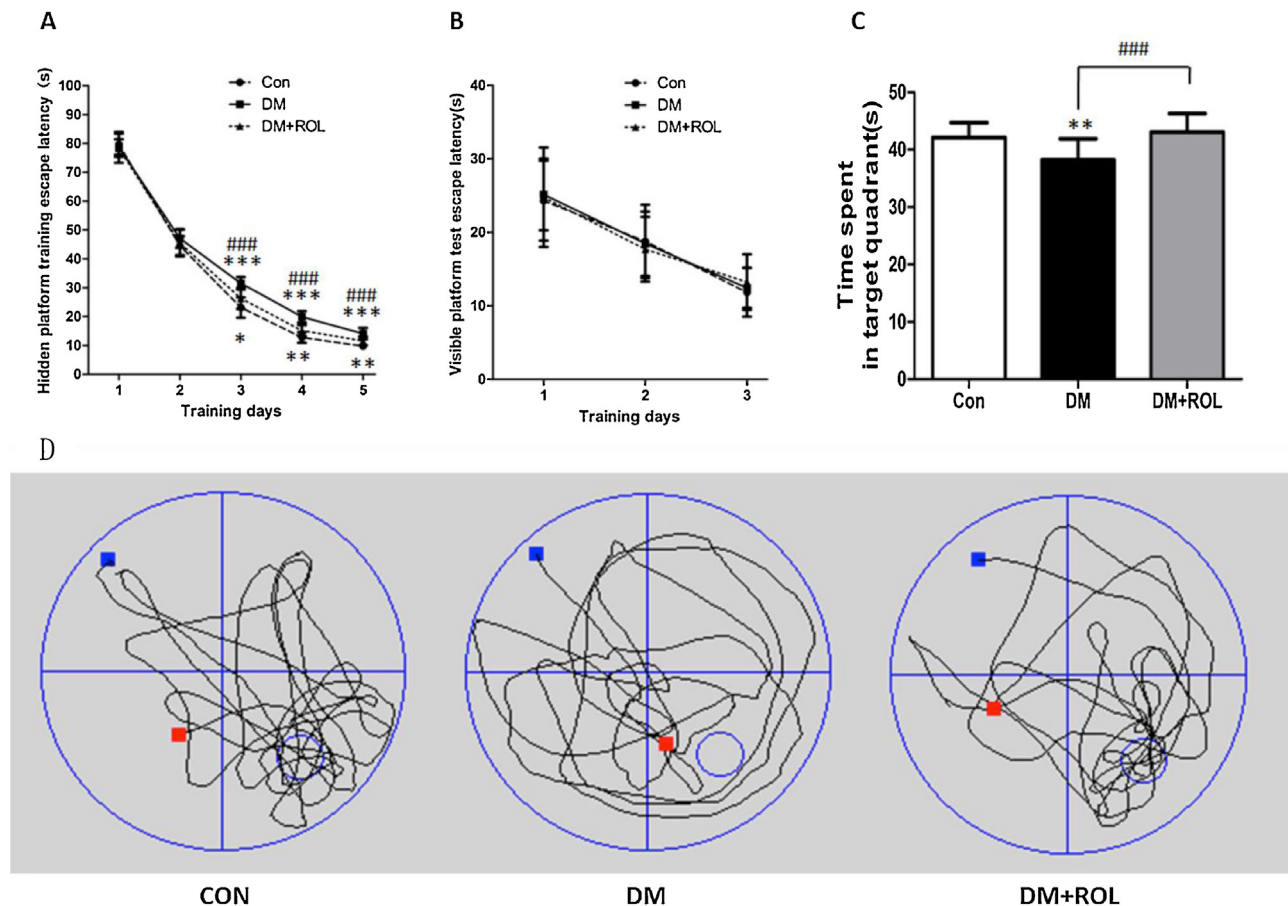 A
Hidden platform training escape latency (s)
100
90
80
70
60
50
40
30
20
10
0
Con
DM
DM+ROL
###
***
###
***
###
***
*
**
**
1 2 3 4 5
Training days
B
Visible platform test escape latency(s)
40
30
20
10
0
Con
DM
DM+ROL
1 2 3
Training days
C
Time spent
in target quadrant(s)
50
40
30
20
10
0
###
**
Con DM DM+ROL
D
CON DM DM+ROL